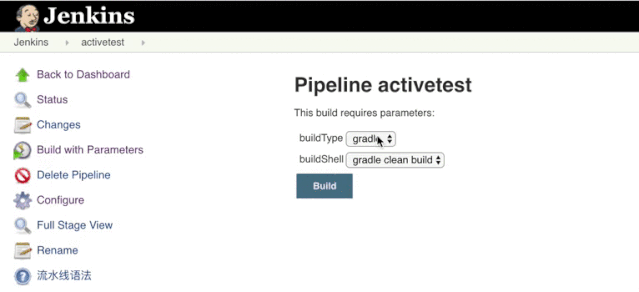 Jenkins
Jenkins activetest
Back to Dashboard
Status
Changes
Build with Parameters
Delete Pipeline
Configure
Full Stage View
Rename
流水线语法
Pipeline activetest
This build requires parameters:
buildType gradle
buildShell gradle clean build
Build